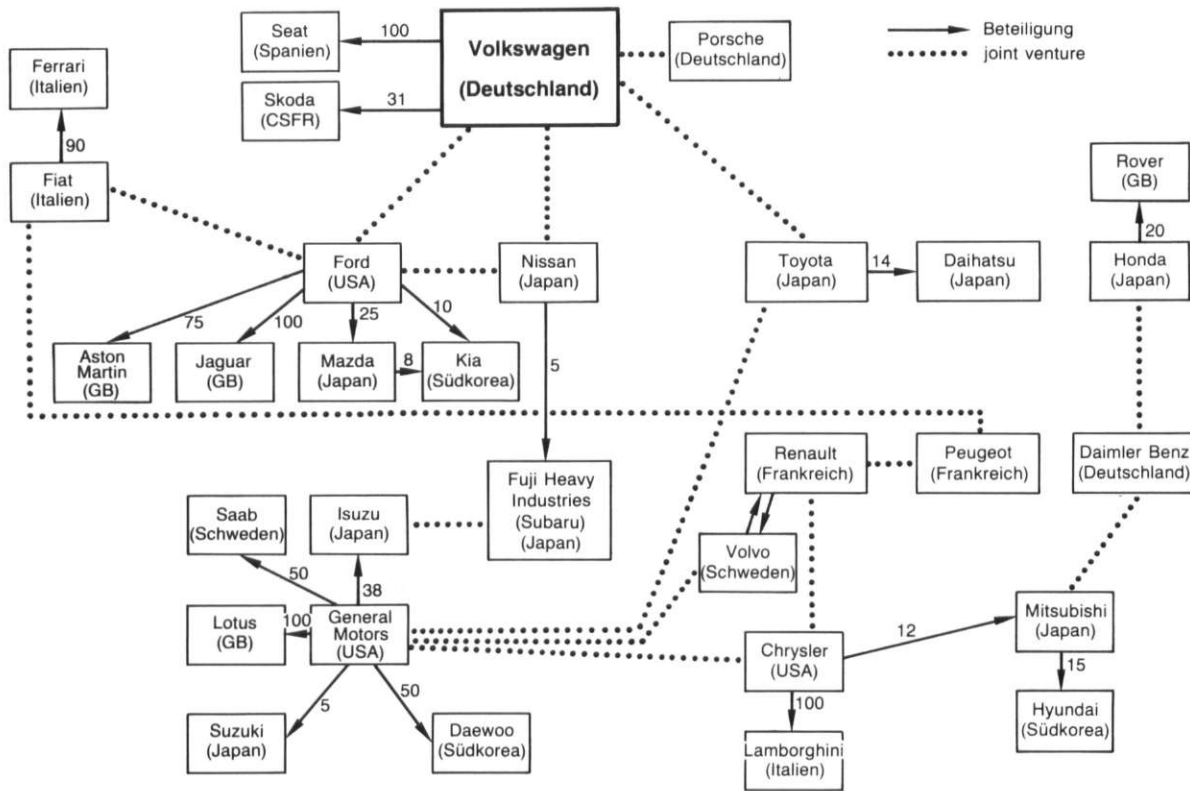 Seat
(Spanien)
100
Volkswagen
(Deutschland)
Porsche
(Deutschland)
Beteiligung
joint venture
Ferrari
(Italien)
Skoda
(CSFR)
31
90
Fiat
(Italien)
Rover
(GB)
20
Ford
(USA)
Nissan
(Japan)
Toyota
(Japan)
14
Daihatsu
(Japan)
Honda
(Japan)
75
100
25
10
Aston
Martin
(GB)
Jaguar
(GB)
Mazda
(Japan)
8
Kia
(Südkorea)
5
Renault
(Frankreich)
Peugeot
(Frankreich)
Daimler Benz
(Deutschland)
Fuji Heavy
Industries
(Subaru)
(Japan)
Saab
(Schweden)
Isuzu
(Japan)
Volvo
(Schweden)
50
38
Lotus
(GB)
100
General
Motors
(USA)
Chrysler
(USA)
12
Mitsubishi
(Japan)
15
5
50
100
Suzuki
(Japan)
Daewoo
(Südkorea)
Lamborghini
(Italien)
Hyundai
(Südkorea)